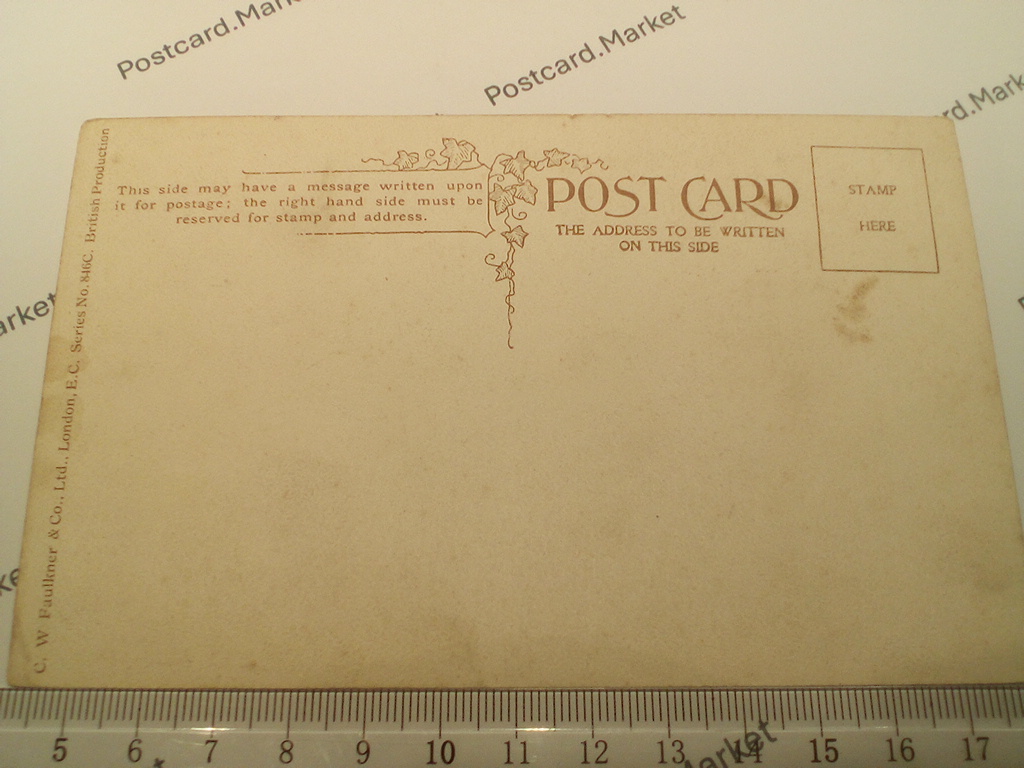 Postcard.Market
Postcard.Market
This side may have a message written upon
it for postage; the right hand side must be
reserved for stamp and address.
POST CARD
THE ADDRESS TO BE WRITTEN
ON THIS SIDE
STAMP
HERE
C. W Faulkner & Co., Ltd., London, E.C. Series No. 846C. British Production
rd.Market
arket
5 6 7 8 9 10 11 12 13 14 15 16 17
Market